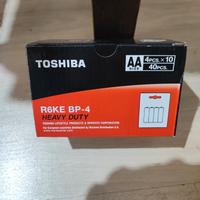 TOSHIBA
AA
4PCS.×10
40PCS.
R6KE BP-4
HEAVY DUTY
TOSHIBA LIFESTYLE PRODUCTS & SERVICES CORPORATION